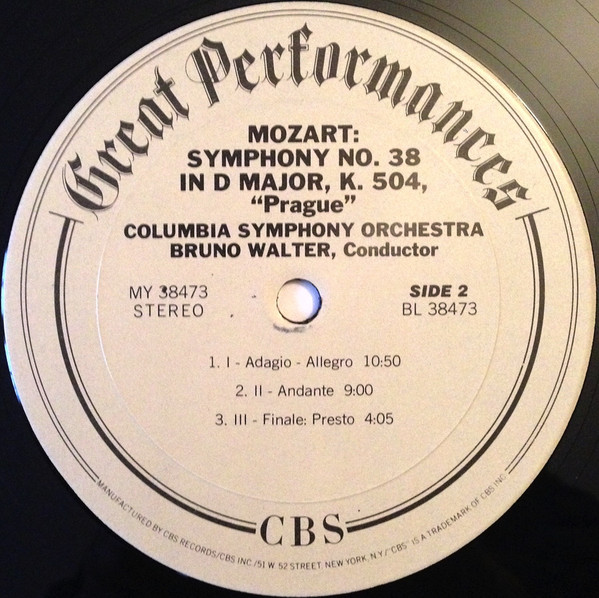 Great Performances
MOZART:
SYMPHONY NO. 38
IN D MAJOR, K. 504,
“Prague”
COLUMBIA SYMPHONY ORCHESTRA
BRUNO WALTER, Conductor
MY 38473
STEREO
SIDE 2
BL 38473
1. I - Adagio - Allegro 10:50
2. II - Andante 9:00
3. III - Finale: Presto 4:05
CBS
MANUFACTURED BY CBS RECORDS/CBS INC./51 W. 52 STREET, NEW YORK, N.Y./“CBS” IS A TRADEMARK OF CBS INC.